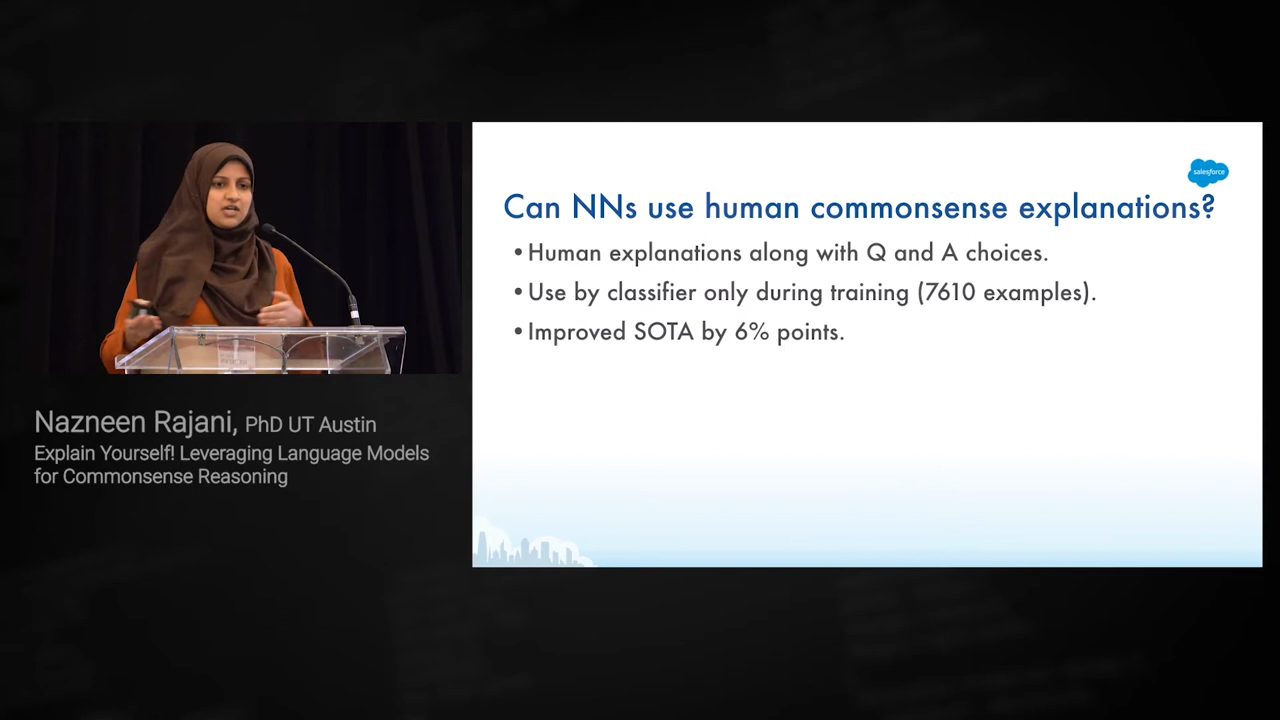 salesforce
Can NNs use human commonsense explanations?
•Human explanations along with Q and A choices.
•Use by classifier only during training (7610 examples).
•Improved SOTA by 6% points.
Nazneen Rajani, PhD UT Austin
Explain Yourself! Leveraging Language Models
for Commonsense Reasoning